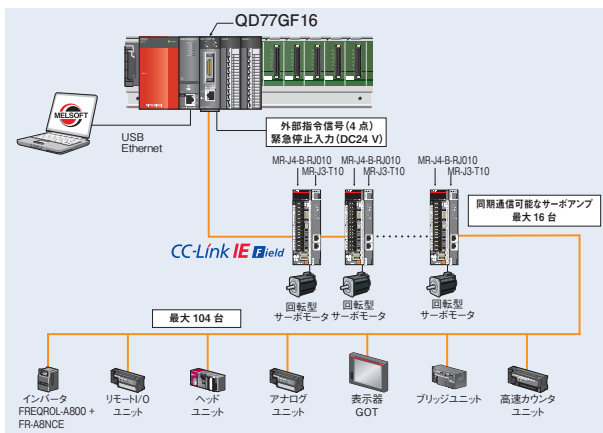 QD77GF16
MELSOFT
USB
Ethernet
外部指令信号(4 点)
緊急停止入力(DC24 V)
MR-J4-B-RJ010
MR-J3-T10
MR-J4-B-RJ010
MR-J3-T10
MR-J4-B-RJ010
MR-J3-T10
同期通信可能なサーボアンプ
最大 16 台
CC-Link IE Field
回転型
サーボモータ
回転型
サーボモータ
回転型
サーボモータ
最大 104 台
インバータ
FREQROL-A800 +
FR-A8NCE
リモートI/O
ユニット
ヘッド
ユニット
アナログ
ユニット
表示器
GOT
ブリッジユニット
高速カウンタ
ユニット